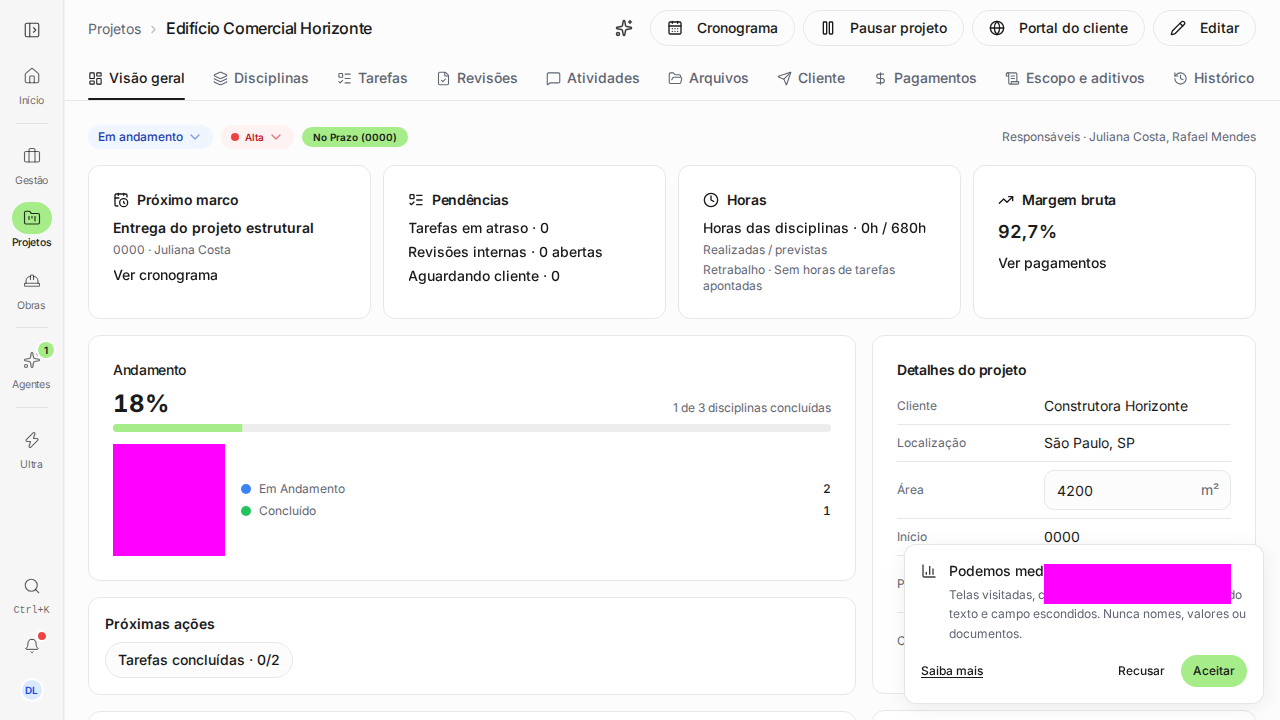 Projetos > Edifício Comercial Horizonte
Cronograma
Pausar projeto
Portal do cliente
Editar
Visão geral
Disciplinas
Tarefas
Revisões
Atividades
Arquivos
Cliente
Pagamentos
Escopo e aditivos
Histórico
Início
Gestão
Projetos
Obras
1
Agentes
Ultra
Ctrl+K
DL
Em andamento
Alta
No Prazo (0000)
Responsáveis · Juliana Costa, Rafael Mendes
Próximo marco
Entrega do projeto estrutural
0000 · Juliana Costa
Ver cronograma
Pendências
Tarefas em atraso · 0
Revisões internas · 0 abertas
Aguardando cliente · 0
Horas
Horas das disciplinas · 0h / 680h
Realizadas / previstas
Retrabalho · Sem horas de tarefas
apontadas
Margem bruta
92,7%
Ver pagamentos
Andamento
18%
1 de 3 disciplinas concluídas
Em Andamento 2
Concluído 1
Próximas ações
Tarefas concluídas · 0/2
Detalhes do projeto
Cliente Construtora Horizonte
Localização São Paulo, SP
Área 4200 m²
Início 0000
Podemos
Telas visitadas,
texto e campo escondidos. Nunca nomes, valores ou
documentos.
Saiba mais
Recusar
Aceitar